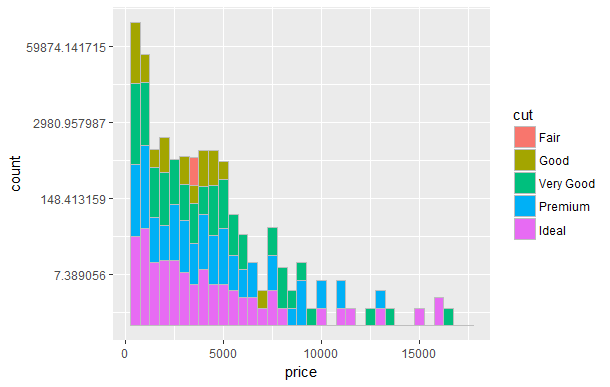 59874.141715
2980.957987
148.413159
7.389056
count
0
5000
10000
15000
price
cut
Fair
Good
Very Good
Premium
Ideal